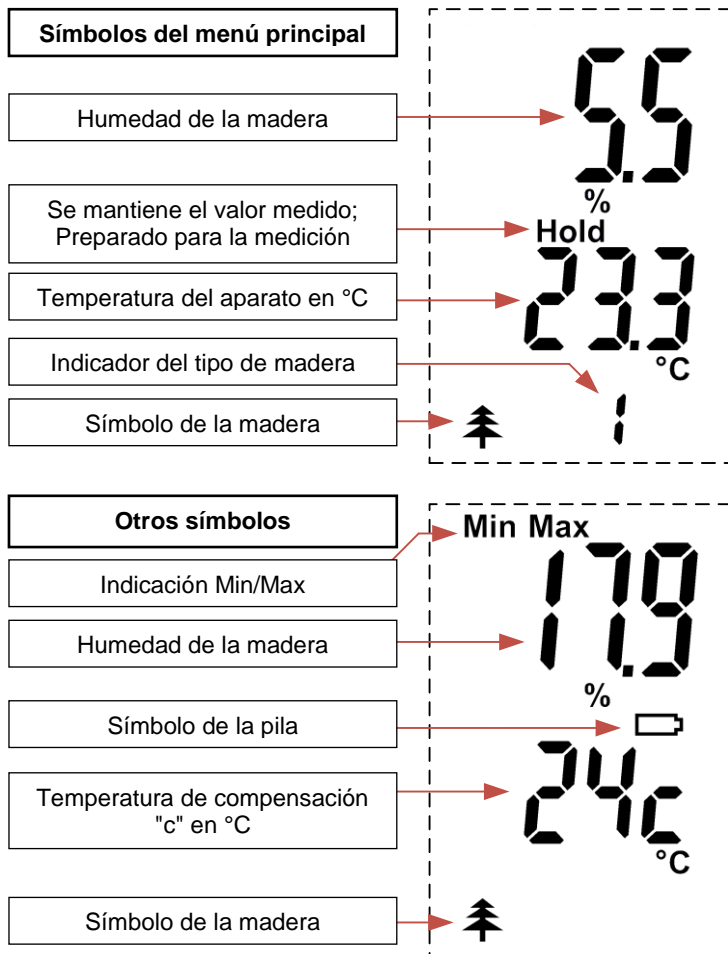 Símbolos del menú principal
Humedad de la madera
5.5
%
Se mantiene el valor medido;
Preparado para la medición
Hold
Temperatura del aparato en °C
23.3
°C
Indicador del tipo de madera
1
Símbolo de la madera
Otros símbolos
Min Max
Indicación Min/Max
Humedad de la madera
17.9
%
Símbolo de la pila
Temperatura de compensación
"c" en °C
24c
°C
Símbolo de la madera